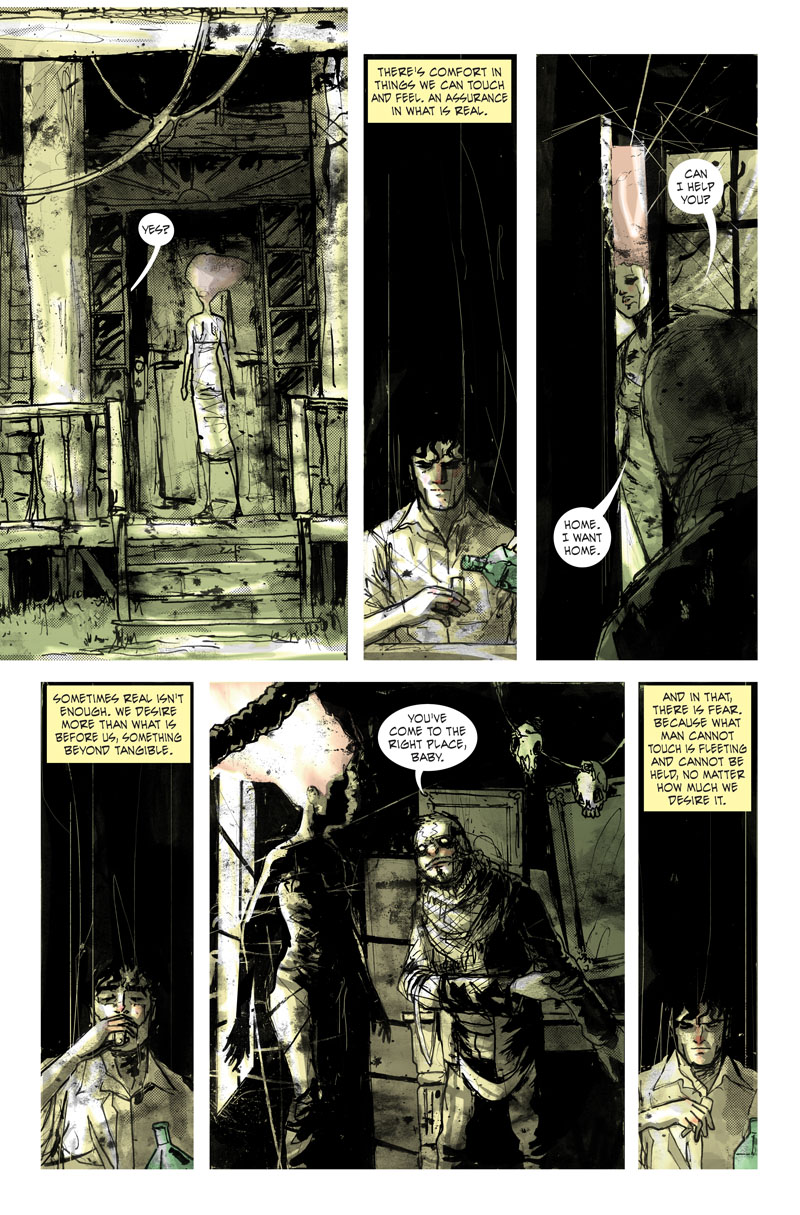 YES?
THERE'S COMFORT IN
THINGS WE CAN TOUCH
AND FEEL. AN ASSURANCE
IN WHAT IS REAL.
CAN
I HELP
YOU?
HOME.
I WANT
HOME.
SOMETIMES REAL ISN'T
ENOUGH. WE DESIRE
MORE THAN WHAT IS
BEFORE US, SOMETHING
BEYOND TANGIBLE.
YOU'VE
COME TO THE
RIGHT PLACE,
BABY.
AND IN THAT,
THERE IS FEAR.
BECAUSE WHAT
MAN CANNOT
TOUCH IS FLEETING
AND CANNOT BE
HELD, NO MATTER
HOW MUCH WE
DESIRE IT.